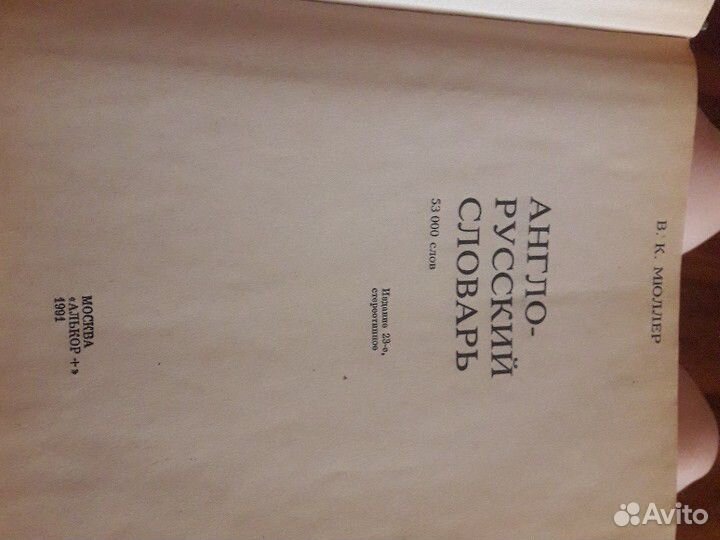 В. К. МЮЛЛЕР
АНГЛО-
РУССКИЙ
СЛОВАРЬ
53 000 слов
Издание 23-е,
стереотипное
МОСКВА
«АЛЬКОР+»
1991
Avito